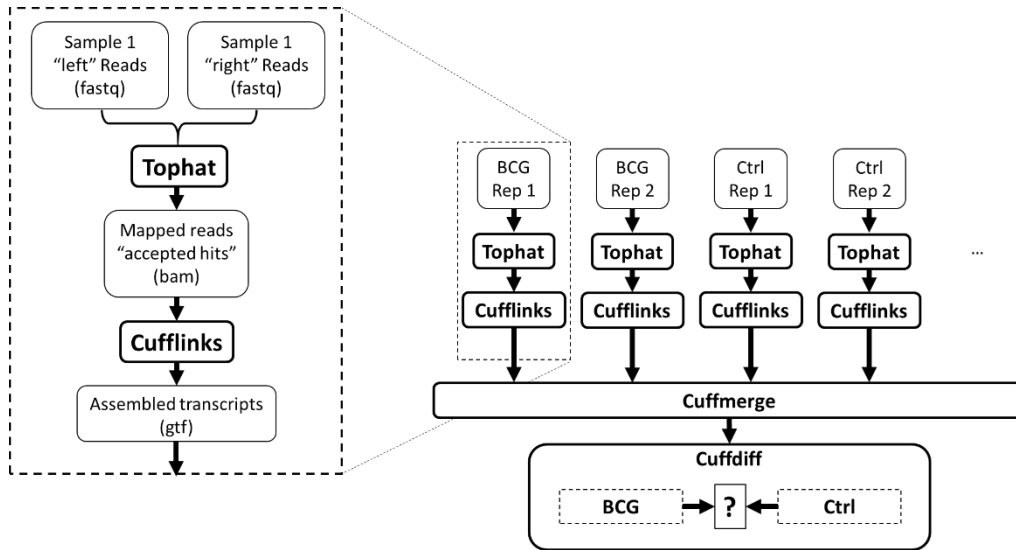 Sample 1
“left” Reads
(fastq)
Sample 1
“right” Reads
(fastq)
Tophat
Mapped reads
“accepted hits”
(bam)
Cufflinks
Assembled transcripts
(gtf)
BCG
Rep 1
BCG
Rep 2
Ctrl
Rep 1
Ctrl
Rep 2
Tophat
Tophat
Tophat
Tophat
...
Cufflinks
Cufflinks
Cufflinks
Cufflinks
Cuffmerge
Cuffdiff
BCG
?
Ctrl